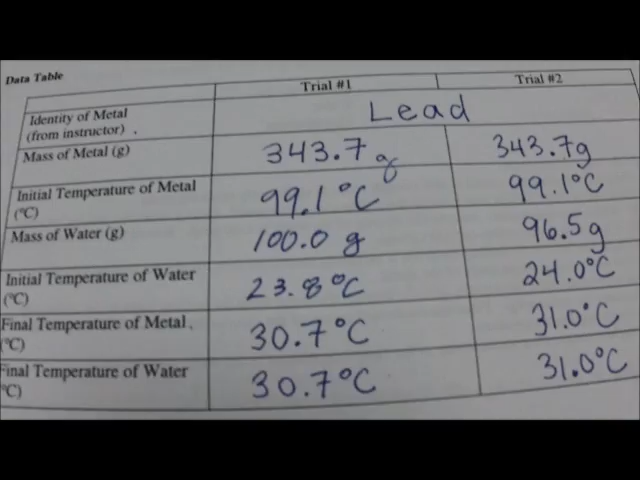 Data Table
Trial #1 Trial #2
Identity of Metal
(from instructor) . Lead
Mass of Metal (g) 343.7 g 343.7g
Initial Temperature of Metal
(°C) 99.1°C 99.1°C
Mass of Water (g) 100.0 g 96.5g
Initial Temperature of Water
(°C) 23.8°C 24.0°C
Final Temperature of Metal
(°C) 30.7°C 31.0°C
Final Temperature of Water
(°C) 30.7°C 31.0°C